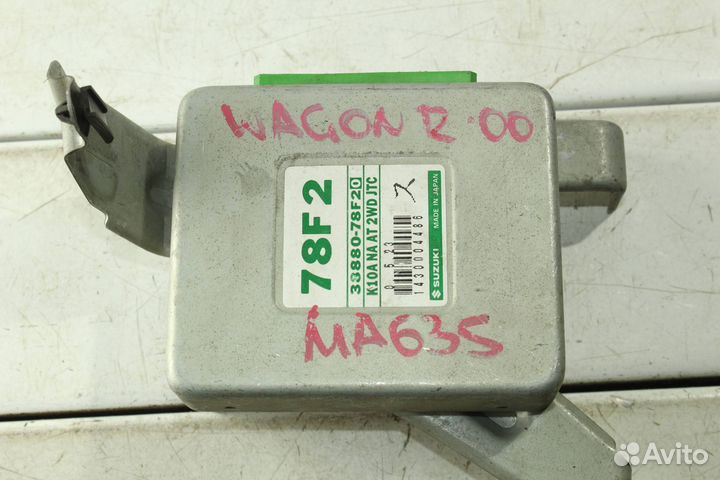 WAGON R 00
78F2
38880-78F20
K10A NA AT 2WD JTC
0 5 23
1430004486
SUZUKI MADE IN JAPAN
MA63S
Avito